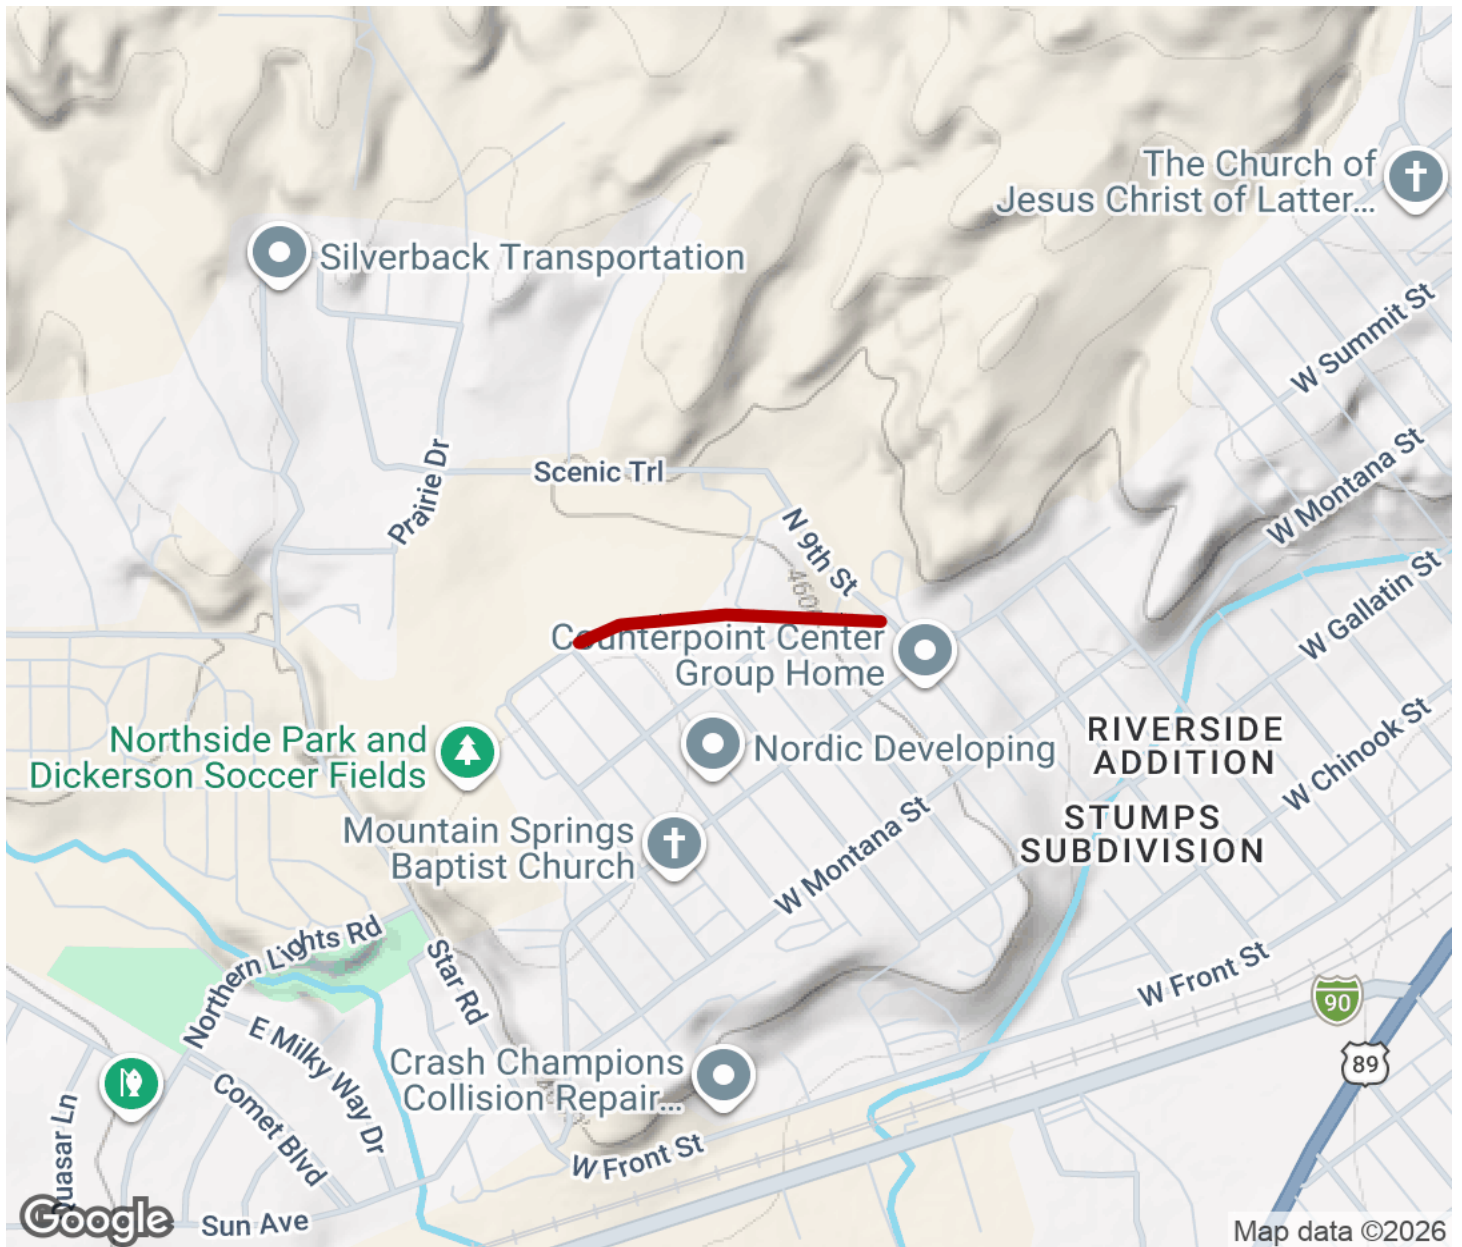 The Church of
Jesus Christ of Latter...
Silverback Transportation
W Summit St
W Montana St
Prairie Dr
Scenic Trl
N 9th St
460
W Gallatin St
Counterpoint Center
Group Home
W Chinook St
RIVERSIDE
ADDITION
Northside Park and
Dickerson Soccer Fields
Nordic Developing
STUMPS
SUBDIVISION
Mountain Springs
Baptist Church
W Montana St
Northern Lights Rd
Star Rd
W Front St
90
89
E Milky Way Dr
Crash Champions
Collision Repair...
Comet Blvd
Quasar Ln
W Front St
Sun Ave
Google
Map data ©2026